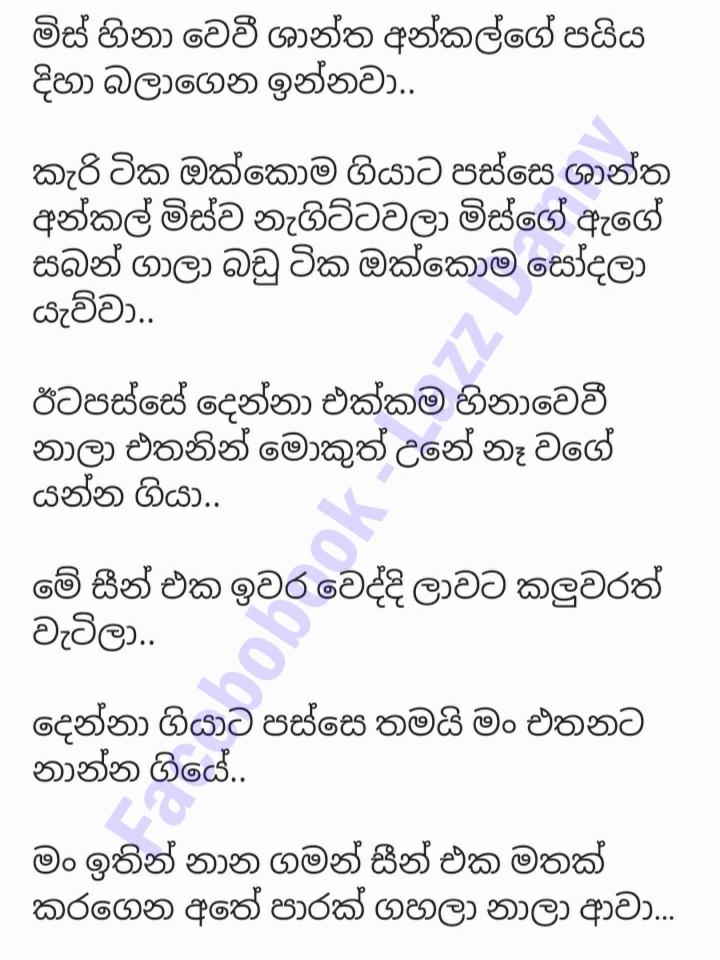 මිස් හිනා වෙවී ශාන්ත අන්කල්ගේ පයිය
දිහා බලාගෙන ඉන්නවා..
කැරි ටික ඔක්කොම ගියාට පස්සෙ ශාන්ත
අන්කල් මිස්ව නැගිට්ටවලා මිස්ගේ ඇගේ
සබන් ගාලා බඩු ටික ඔක්කොම සෝදලා
යැව්වා..
ඊටපස්සේ දෙන්නා එක්කම හිනාවෙවී
නාලා එතනින් මොකුත් උනේ නෑ වගේ
යන්න ගියා..
මේ සීන් එක ඉවර වෙද්දි ලාවට කලුවරත්
වැටිලා..
දෙන්නා ගියාට පස්සෙ තමයි මං එතනට
නාන්න ගියේ..
මං ඉතින් නාන ගමන් සීන් එක මතක්
කරගෙන අතේ පාරක් ගහලා නාලා ආවා...
Facebobook - Lazz Danny